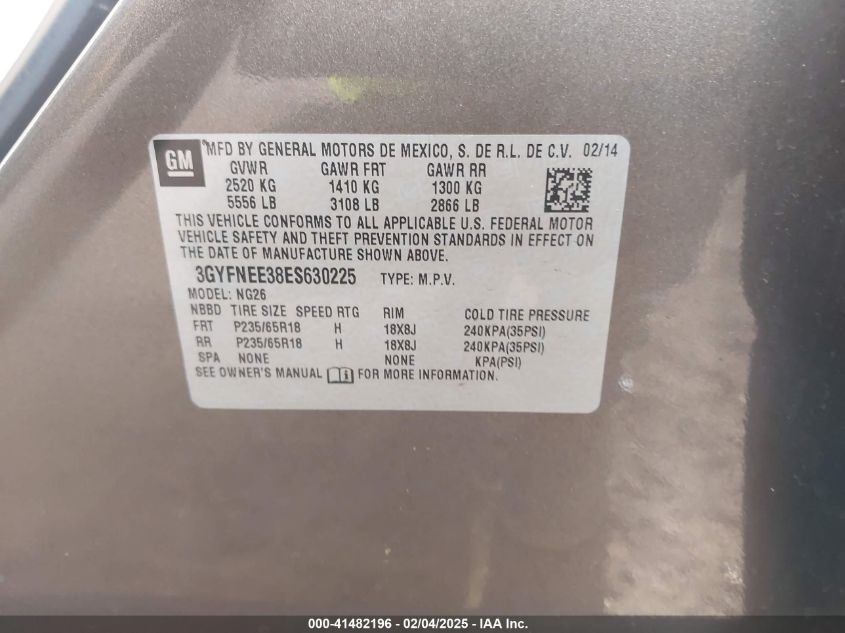 GM
MFD BY GENERAL MOTORS DE MEXICO, S. DE R.L. DE C.V. 02/14
GVWR GAWR FRT GAWR RR
2520 KG 1410 KG 1300 KG
5556 LB 3108 LB 2866 LB
THIS VEHICLE CONFORMS TO ALL APPLICABLE U.S. FEDERAL MOTOR
VEHICLE SAFETY AND THEFT PREVENTION STANDARDS IN EFFECT ON
THE DATE OF MANUFACTURE SHOWN ABOVE.
3GYFNEE38ES630225 TYPE: M.P.V.
MODEL: NG26
NBBD TIRE SIZE SPEED RTG RIM COLD TIRE PRESSURE
FRT P235/65R18 H 18X8J 240KPA(35PSI)
RR P235/65R18 H 18X8J 240KPA(35PSI)
SPA NONE NONE KPA(PSI)
SEE OWNER'S MANUAL FOR MORE INFORMATION.
000-41482196 - 02/04/2025 - IAA Inc.